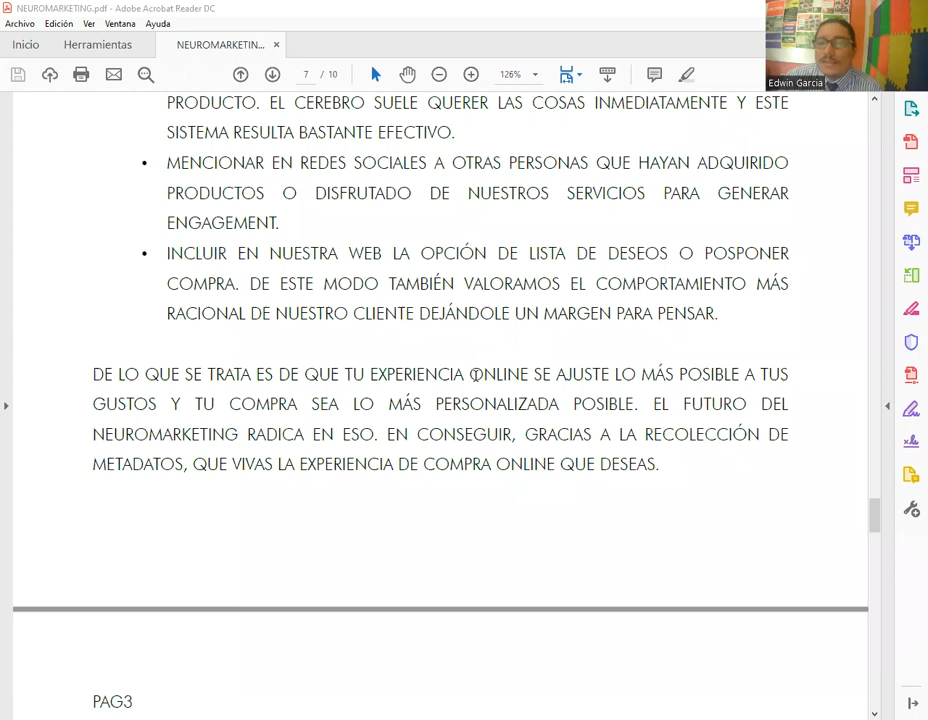 NEUROMARKETING.pdf - Adobe Acrobat Reader DC
Archivo Edición Ver Ventana Ayuda
Inicio Herramientas NEUROMARKETIN... ×
7 / 10 126%
Edwin Garcia
PRODUCTO. EL CEREBRO SUELE QUERER LAS COSAS INMEDIATAMENTE Y ESTE
SISTEMA RESULTA BASTANTE EFECTIVO.
• MENCIONAR EN REDES SOCIALES A OTRAS PERSONAS QUE HAYAN ADQUIRIDO
PRODUCTOS O DISFRUTADO DE NUESTROS SERVICIOS PARA GENERAR
ENGAGEMENT.
• INCLUIR EN NUESTRA WEB LA OPCIÓN DE LISTA DE DESEOS O POSPONER
COMPRA. DE ESTE MODO TAMBIÉN VALORAMOS EL COMPORTAMIENTO MÁS
RACIONAL DE NUESTRO CLIENTE DEJÁNDOLE UN MARGEN PARA PENSAR.
DE LO QUE SE TRATA ES DE QUE TU EXPERIENCIA ONLINE SE AJUSTE LO MÁS POSIBLE A TUS
GUSTOS Y TU COMPRA SEA LO MÁS PERSONALIZADA POSIBLE. EL FUTURO DEL
NEUROMARKETING RADICA EN ESO. EN CONSEGUIR, GRACIAS A LA RECOLECCIÓN DE
METADATOS, QUE VIVAS LA EXPERIENCIA DE COMPRA ONLINE QUE DESEAS.
PAG3